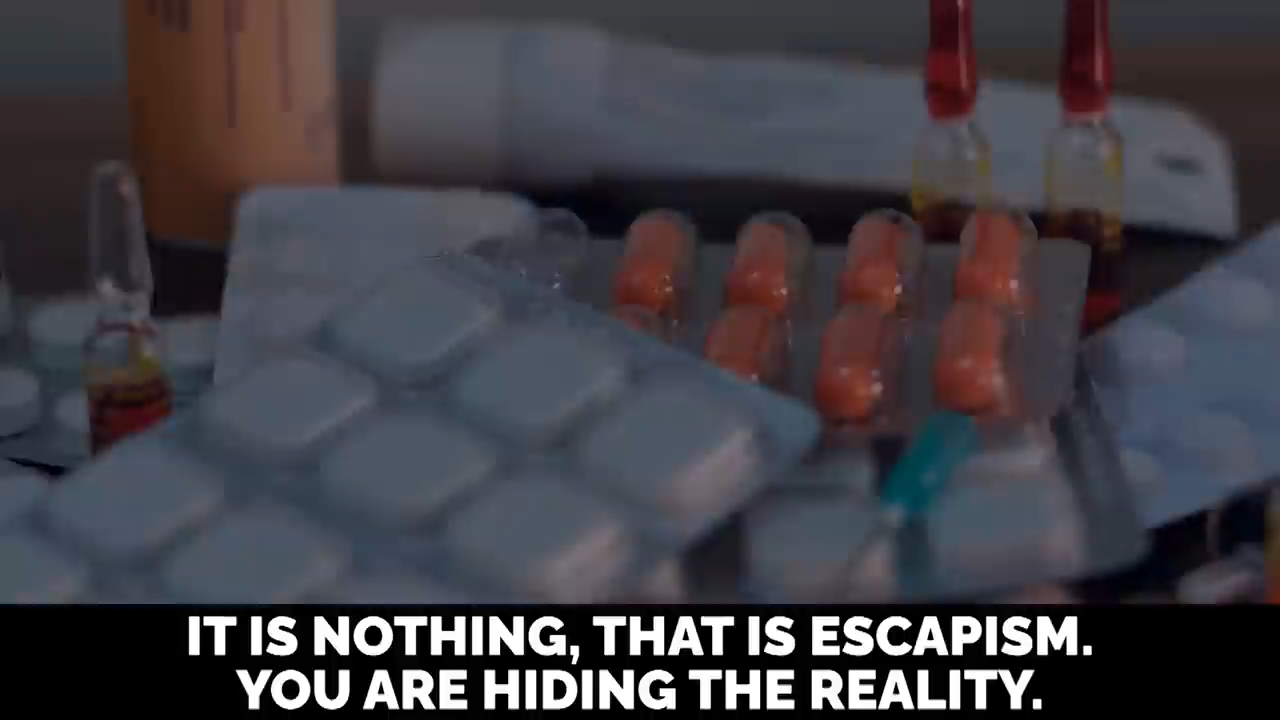 IT IS NOTHING, THAT IS ESCAPISM.
YOU ARE HIDING THE REALITY.